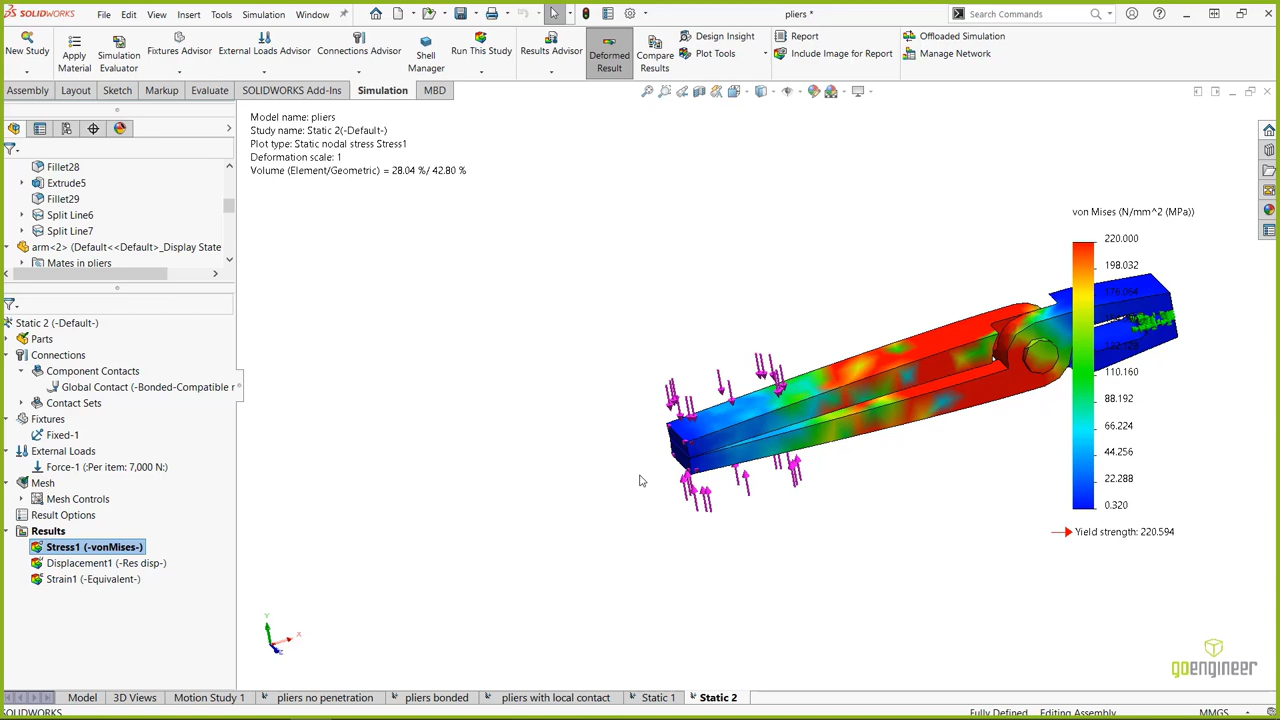 SOLIDWORKS
File Edit View Insert Tools Simulation Window
pliers *
Search Commands
New Study
Apply Material
Simulation Evaluator
Fixtures Advisor
External Loads Advisor
Connections Advisor
Shell Manager
Run This Study
Results Advisor
Deformed Result
Compare Results
Design Insight
Plot Tools
Report
Include Image for Report
Offloaded Simulation
Manage Network
Assembly Layout Sketch Markup Evaluate SOLIDWORKS Add-Ins Simulation MBD
Model name: pliers
Study name: Static 2(-Default-)
Plot type: Static nodal stress Stress1
Deformation scale: 1
Volume (Element/Geometric) = 28.04 %/ 42.80 %
Fillet28
Extrude5
Fillet29
Split Line6
Split Line7
arm<2> (Default<<Default>_Display State
Mates in pliers
Static 2 (-Default-)
Parts
Connections
Component Contacts
Global Contact (-Bonded-Compatible r
Contact Sets
Fixtures
Fixed-1
External Loads
Force-1 (:Per item: 7,000 N:)
Mesh
Mesh Controls
Result Options
Results
Stress1 (-vonMises-)
Displacement1 (-Res disp-)
Strain1 (-Equivalent-)
von Mises (N/mm^2 (MPa))
220.000
198.032
176.064
110.160
88.192
66.224
44.256
22.288
0.320
Yield strength: 220.594
Y
X
Z
goengineer
Model 3D Views Motion Study 1 pliers no penetration pliers bonded pliers with local contact Static 1 Static 2
SOLIDWORKS
Fully Defined Editing Assembly MMGS